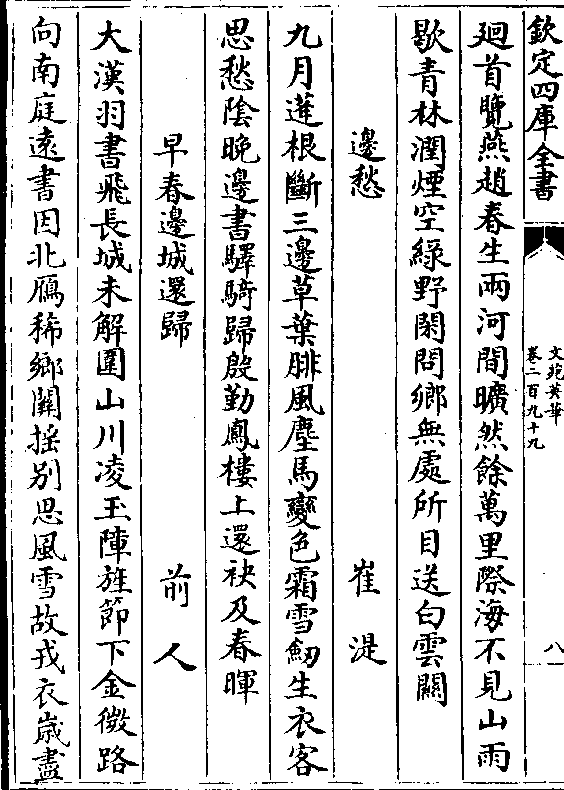 欽定四庫全書
文苑英華
卷二百九十九
八
廻首覽燕趙春生兩河間曠然餘萬里際海不見山雨
歇青林潤煙空綠野閑問鄉無處所目送白雲關
邊愁 崔湜
九月蓬根斷三邊草葉腓風塵馬變色霜雪劒生衣客
思愁陰晚邊書驛騎歸殷勤鳳樓上還袂及春暉
早春邊城還歸 前人
大漢羽書飛長城未解圍山川凌玉陣旌節下金微路
向南庭遠書因北鴈稀鄉關揺别思風雪故戎衣歳盡